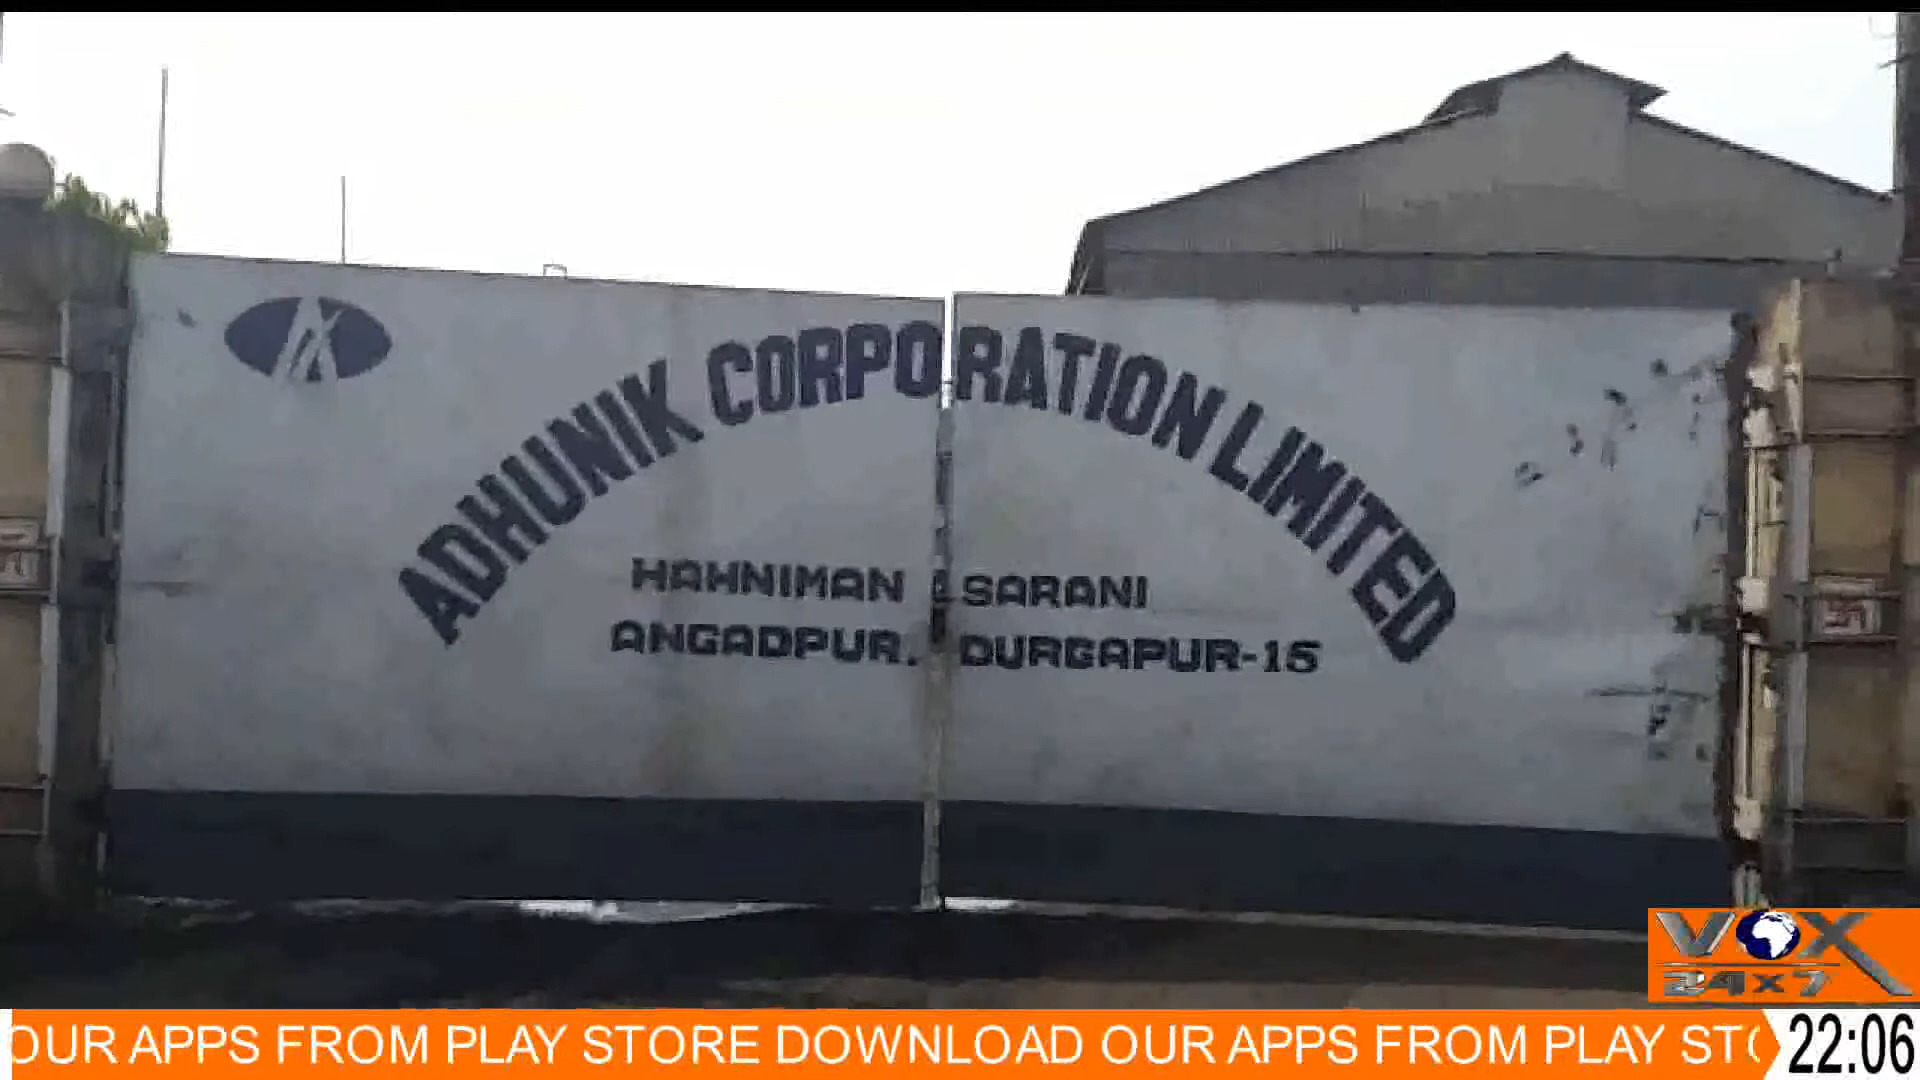 ADHUNIK CORPORATION LIMITED
HAHNIMAN SARANI
ANGADPUR, DURGAPUR-15
VOX
24x7
OUR APPS FROM PLAY STORE DOWNLOAD OUR APPS FROM PLAY STO
22:06